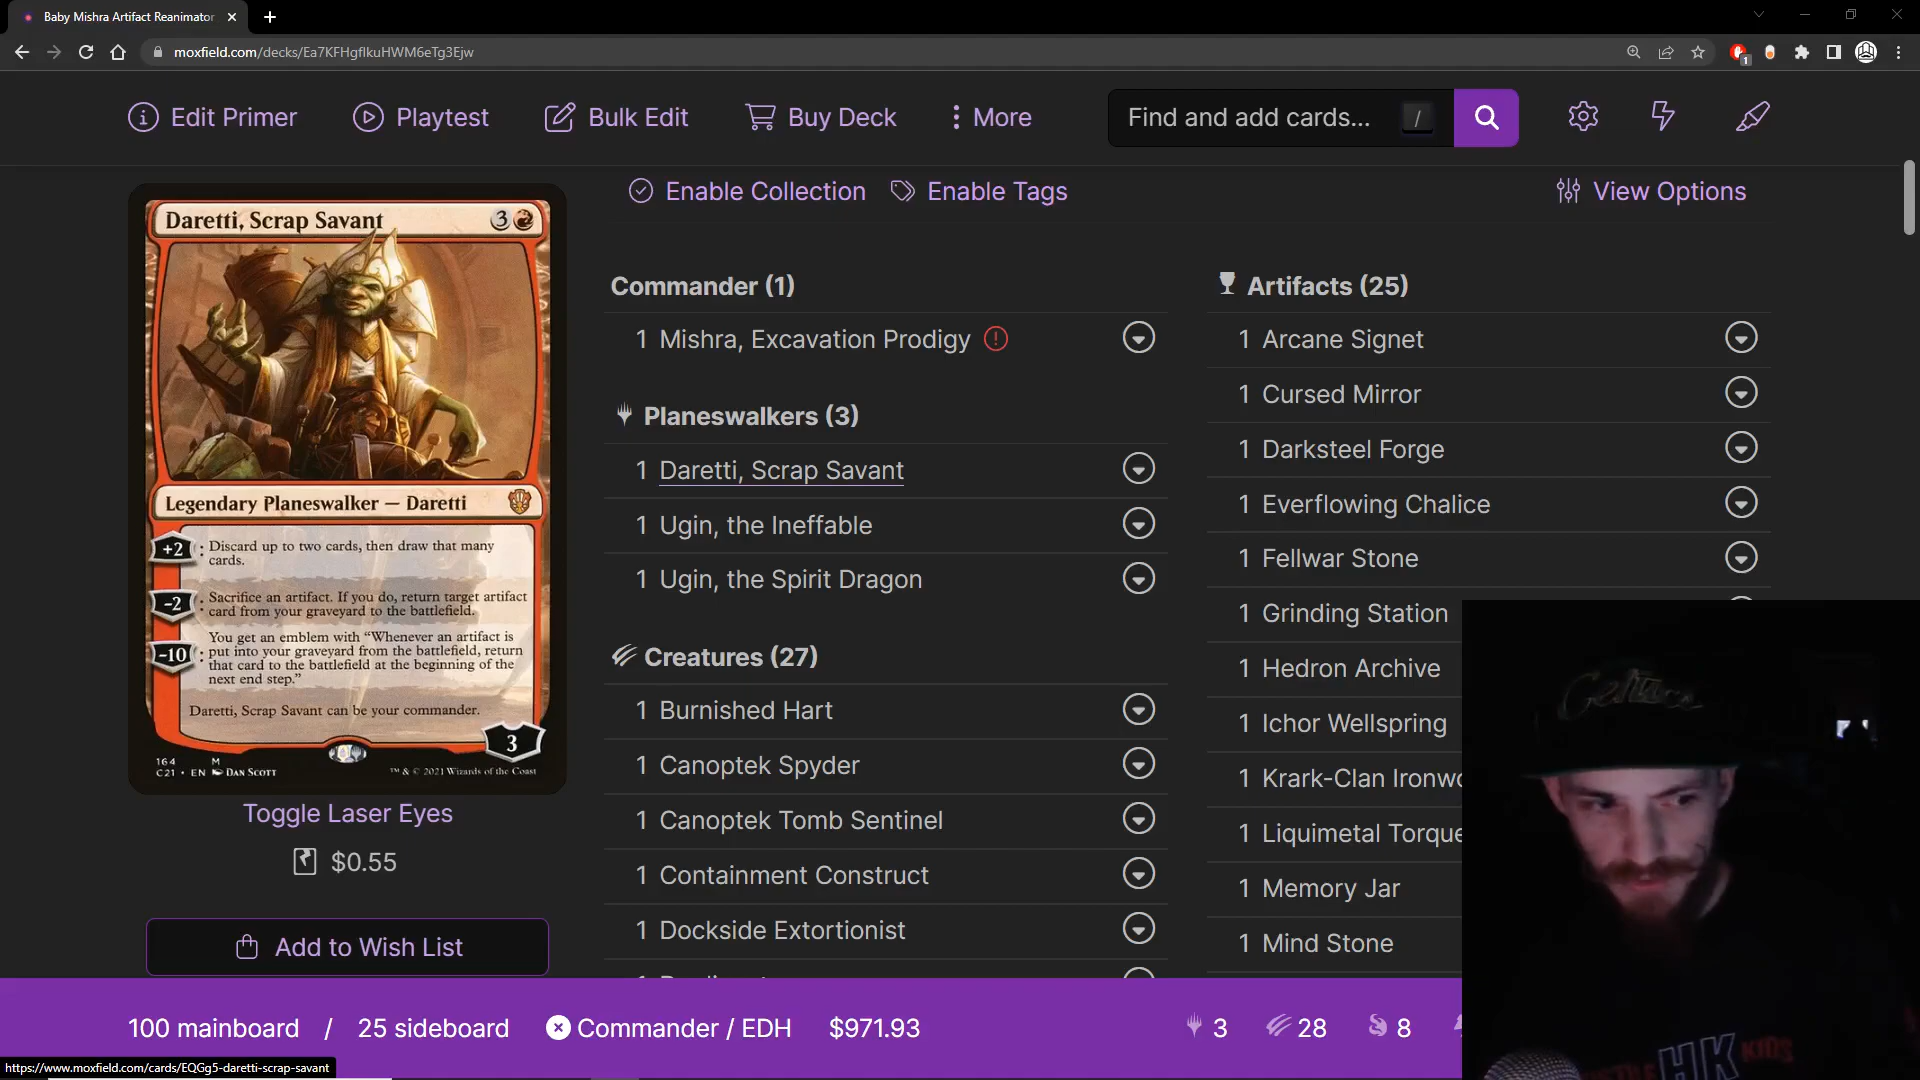 Baby Mishra Artifact Reanimator
moxfield.com/decks/Ea7KFHgfIkuHWM6eTg3Ejw
1
Edit Primer
Playtest
Bulk Edit
Buy Deck
More
Find and add cards...
/
Enable Collection
Enable Tags
View Options
Daretti, Scrap Savant
3
Legendary Planeswalker — Daretti
+2 : Discard up to two cards, then draw that many
cards.
-2 : Sacrifice an artifact. If you do, return target artifact
card from your graveyard to the battlefield.
You get an emblem with “Whenever an artifact is
-10 : put into your graveyard from the battlefield, return
that card to the battlefield at the beginning of the
next end step.”
Daretti, Scrap Savant can be your commander.
3
164 M
C21 • EN DAN SCOTT
™ & © 2021 Wizards of the Coast
Toggle Laser Eyes
$0.55
Add to Wish List
Commander (1)
1 Mishra, Excavation Prodigy
Planeswalkers (3)
1 Daretti, Scrap Savant
1 Ugin, the Ineffable
1 Ugin, the Spirit Dragon
Creatures (27)
1 Burnished Hart
1 Canoptek Spyder
1 Canoptek Tomb Sentinel
1 Containment Construct
1 Dockside Extortionist
Artifacts (25)
1 Arcane Signet
1 Cursed Mirror
1 Darksteel Forge
1 Everflowing Chalice
1 Fellwar Stone
1 Grinding Station
1 Hedron Archive
1 Ichor Wellspring
1 Krark-Clan Ironwo
1 Liquimetal Torque
1 Memory Jar
1 Mind Stone
100 mainboard / 25 sideboard
Commander / EDH
$971.93
3
28
8
HK KIDS
https://www.moxfield.com/cards/EQGg5-daretti-scrap-savant